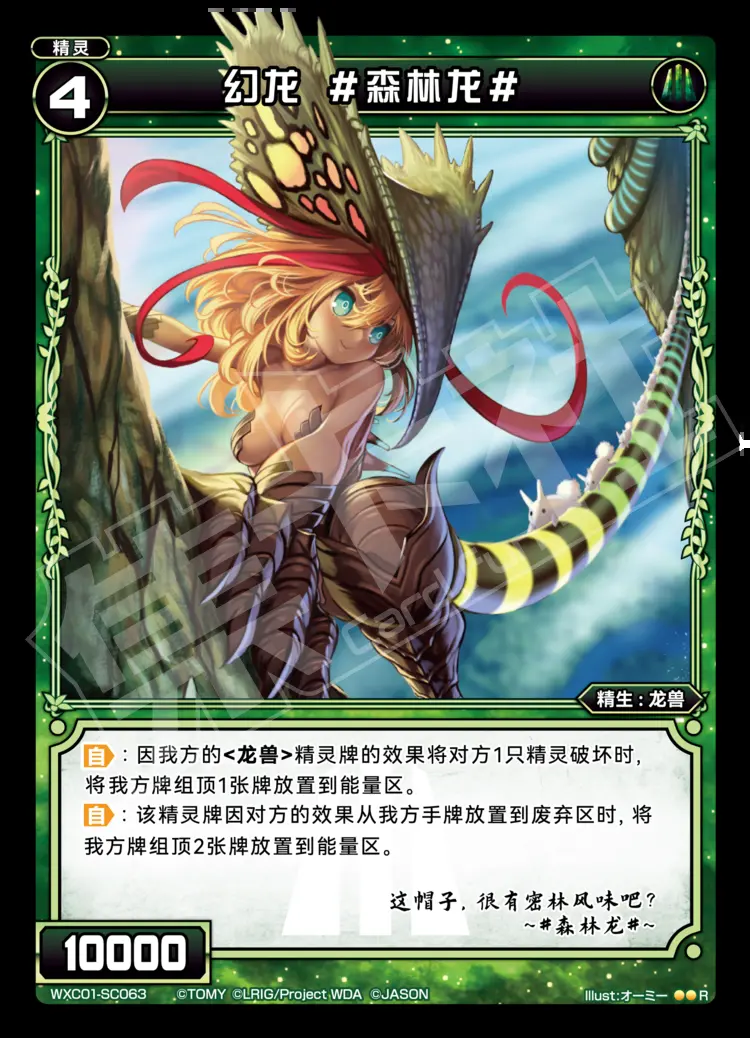 精灵
4
幻龙 #森林龙#
集卡社
Card
精生：龙兽
自：因我方的<龙兽>精灵牌的效果将对方1只精灵破坏时,
将我方牌组顶1张牌放置到能量区。
自：该精灵牌因对方的效果从我方手牌放置到废弃区时, 将
我方牌组顶2张牌放置到能量区。
这帽子, 很有密林风味吧？
~#森林龙#~
10000
WXC01-SC063 ©TOMY ©LRIG/Project WDA ©JASON Illust:オーミー R